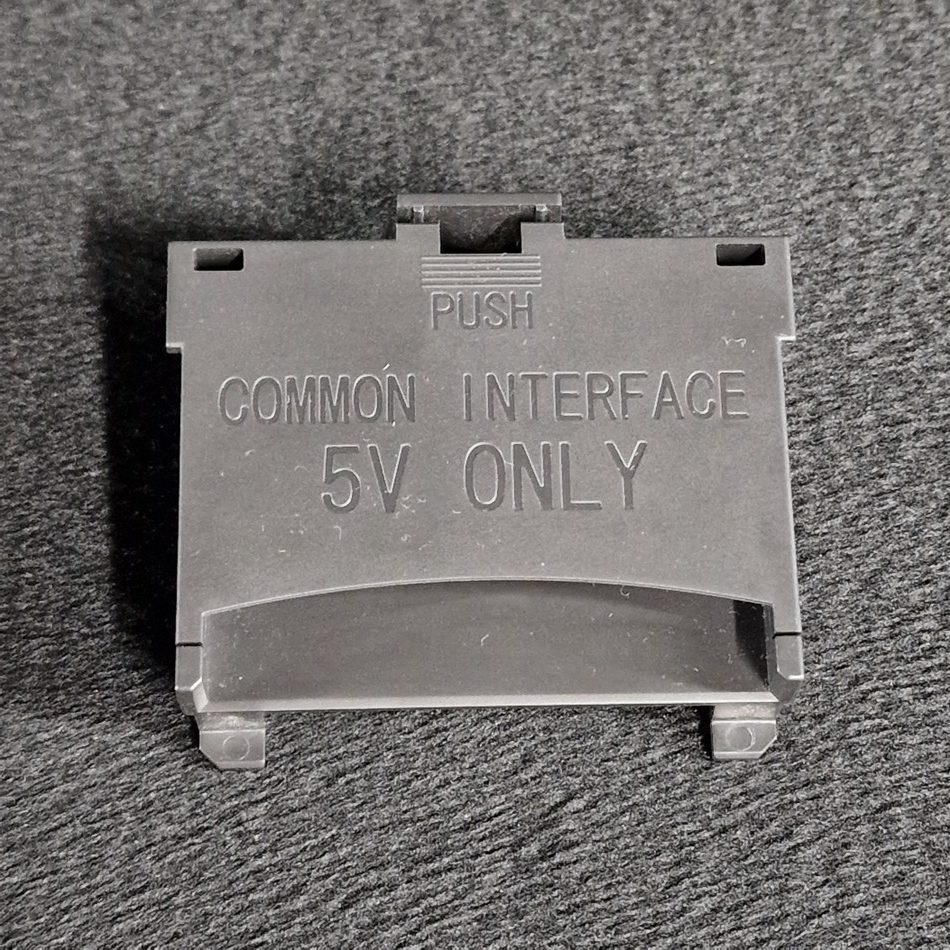 PUSH
COMMON INTERFACE
5V ONLY